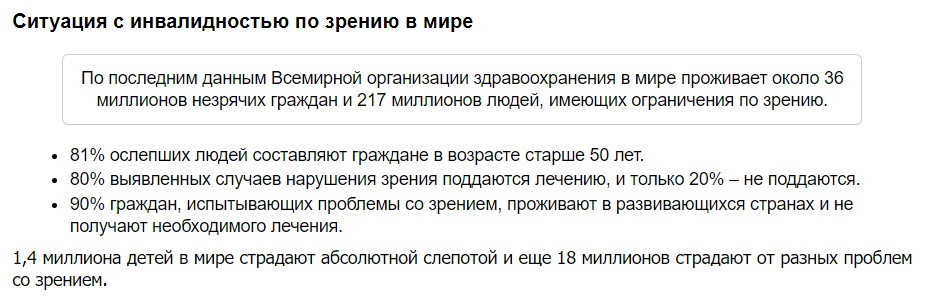 Ситуация с инвалидностью по зрению в мире
По последним данным Всемирной организации здравоохранения в мире проживает около 36
миллионов незрячих граждан и 217 миллионов людей, имеющих ограничения по зрению.
• 81% ослепших людей составляют граждане в возрасте старше 50 лет.
• 80% выявленных случаев нарушения зрения поддаются лечению, и только 20% – не поддаются.
• 90% граждан, испытывающих проблемы со зрением, проживают в развивающихся странах и не
получают необходимого лечения.
1,4 миллиона детей в мире страдают абсолютной слепотой и еще 18 миллионов страдают от разных проблем
со зрением.